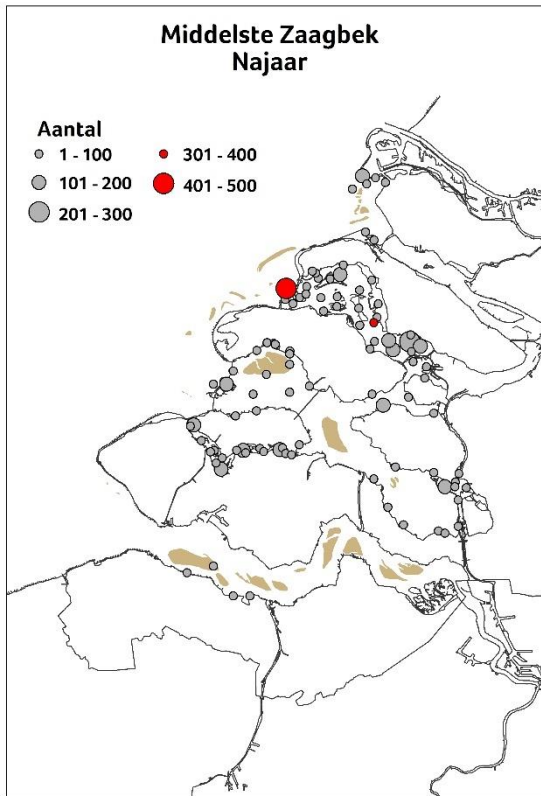 Middelste Zaagbek
Najaar
Aantal
1 - 100
101 - 200
201 - 300
301 - 400
401 - 500